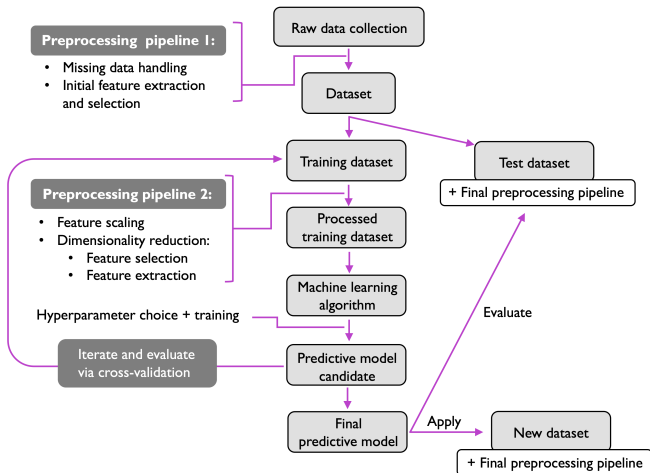 Raw data collection
Preprocessing pipeline 1:
• Missing data handling
• Initial feature extraction
and selection
Dataset
Training dataset
Test dataset
+ Final preprocessing pipeline
Preprocessing pipeline 2:
• Feature scaling
• Dimensionality reduction:
• Feature selection
• Feature extraction
Processed
training dataset
Machine learning
algorithm
Hyperparameter choice + training
Evaluate
Iterate and evaluate
via cross-validation
Predictive model
candidate
Final
predictive model
Apply
New dataset
+ Final preprocessing pipeline